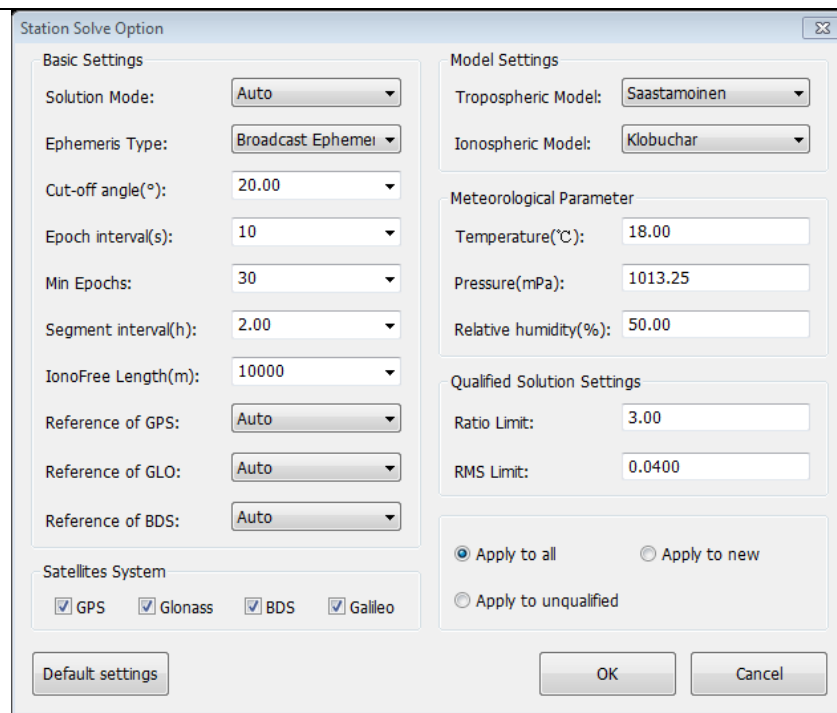 Station Solve Option
Basic Settings
Solution Mode: Auto
Ephemeris Type: Broadcast Ephemer
Cut-off angle(°): 20.00
Epoch interval(s): 10
Min Epochs: 30
Segment interval(h): 2.00
IonoFree Length(m): 10000
Reference of GPS: Auto
Reference of GLO: Auto
Reference of BDS: Auto
Satellites System
GPS Glonass BDS Galileo
Model Settings
Tropospheric Model: Saastamoinen
Ionospheric Model: Klobuchar
Meteorological Parameter
Temperature(℃): 18.00
Pressure(mPa): 1013.25
Relative humidity(%): 50.00
Qualified Solution Settings
Ratio Limit: 3.00
RMS Limit: 0.0400
Apply to all Apply to new
Apply to unqualified
Default settings OK Cancel